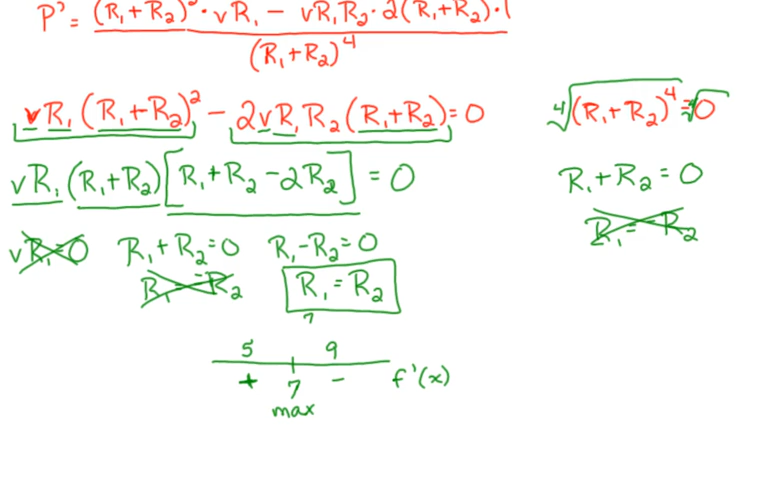 P' = (R₁+R₂)²·vR₁ − vR₁R₂·2(R₁+R₂)·1
(R₁+R₂)⁴
vR₁(R₁+R₂)² − 2vR₁R₂(R₁+R₂) = 0
⁴√(R₁+R₂)⁴ = ⁴√0
vR₁(R₁+R₂)[R₁+R₂−2R₂] = 0
R₁+R₂ = 0
R₁ = −R₂
vR₁=0 R₁+R₂=0 R₁−R₂=0
R₁ = −R₂ R₁ = R₂
7
5 9
+ 7 − f'(x)
max